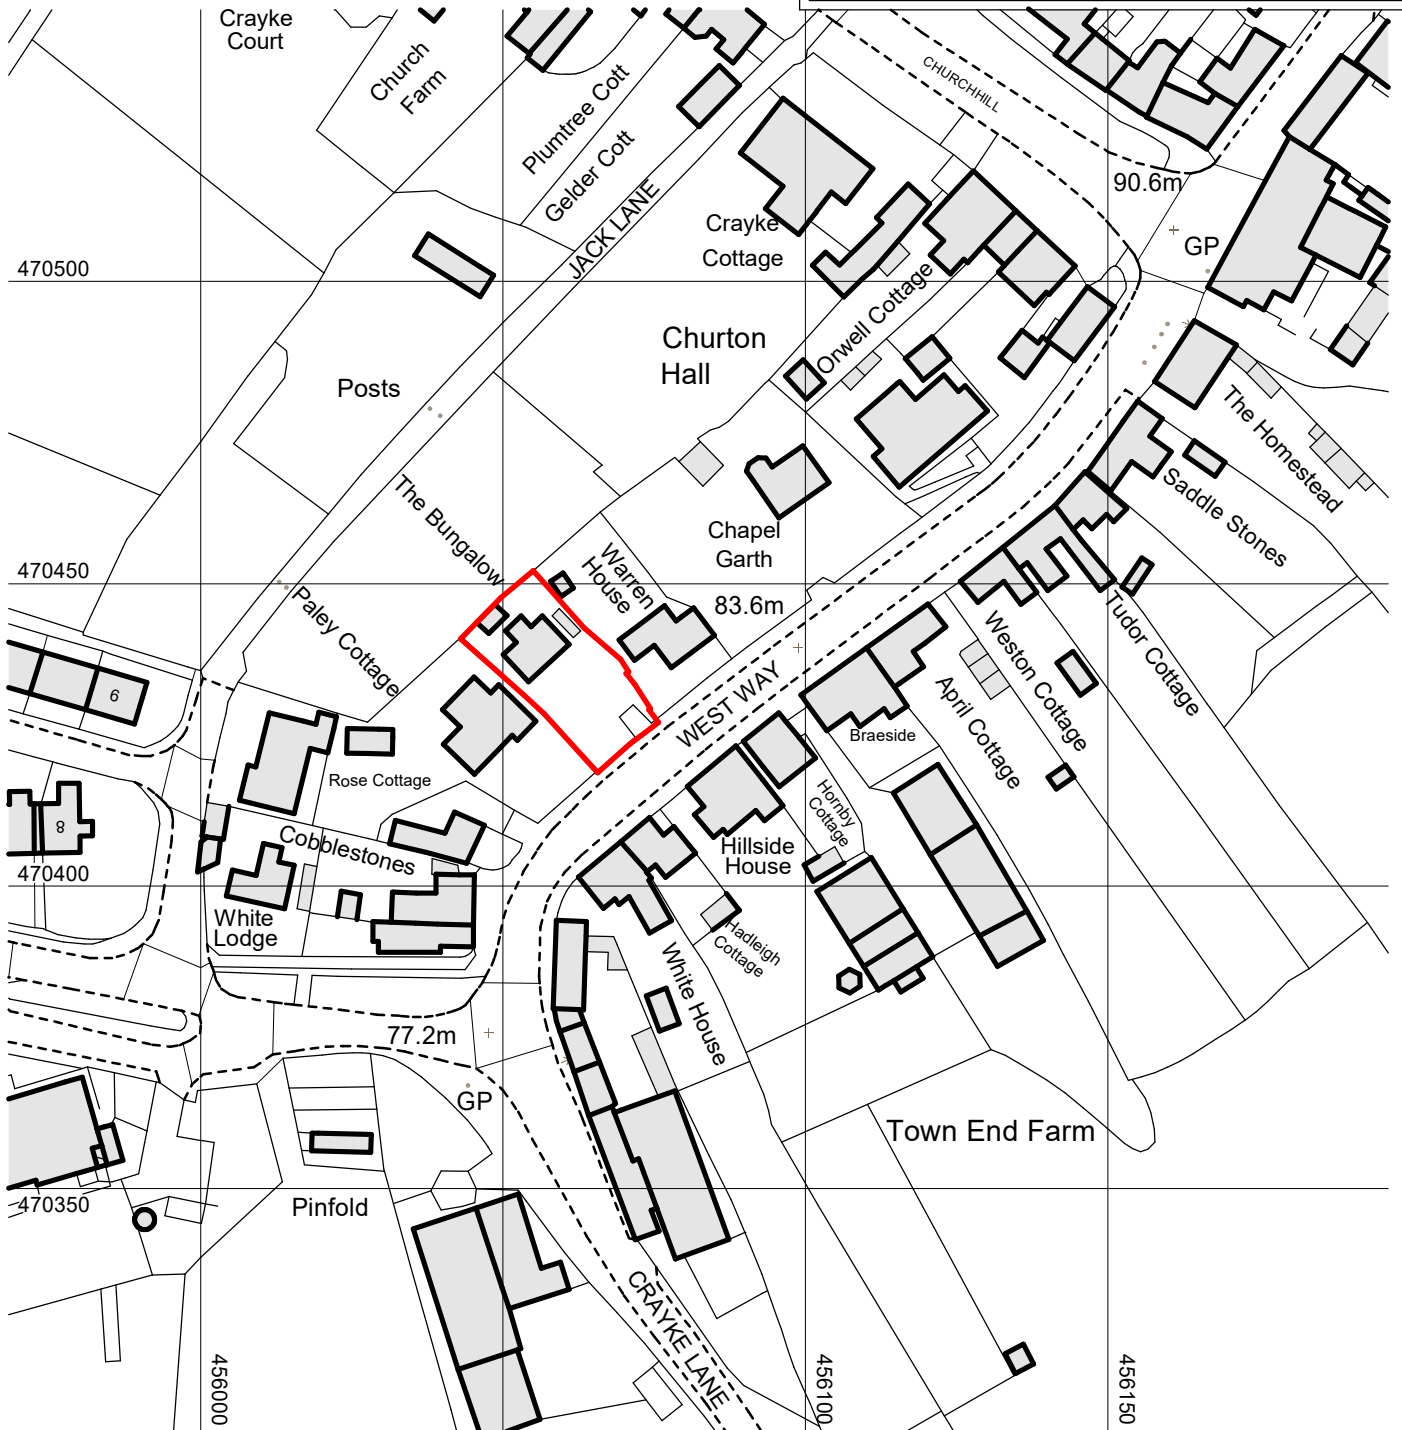 Crayke
Court
Church
Farm
Plumtree Cott
Gelder Cott
JACK LANE
CHURCHHILL
90.6m
GP
Crayke
Cottage
Orwell Cottage
470500
Churton
Hall
Posts
The Homestead
Saddle Stones
The Bungalow
Chapel
Garth
Warren
House
470450
83.6m
Paley Cottage
Tudor Cottage
Weston Cottage
April Cottage
WEST WAY
Braeside
9
Rose Cottage
Hornby
Cottage
8
Cobblestones
Hillside
House
470400
White
Lodge
Hadleigh
Cottage
White House
77.2m
GP
Town End Farm
470350
Pinfold
CRAYKE LANE
456000
456100
456150